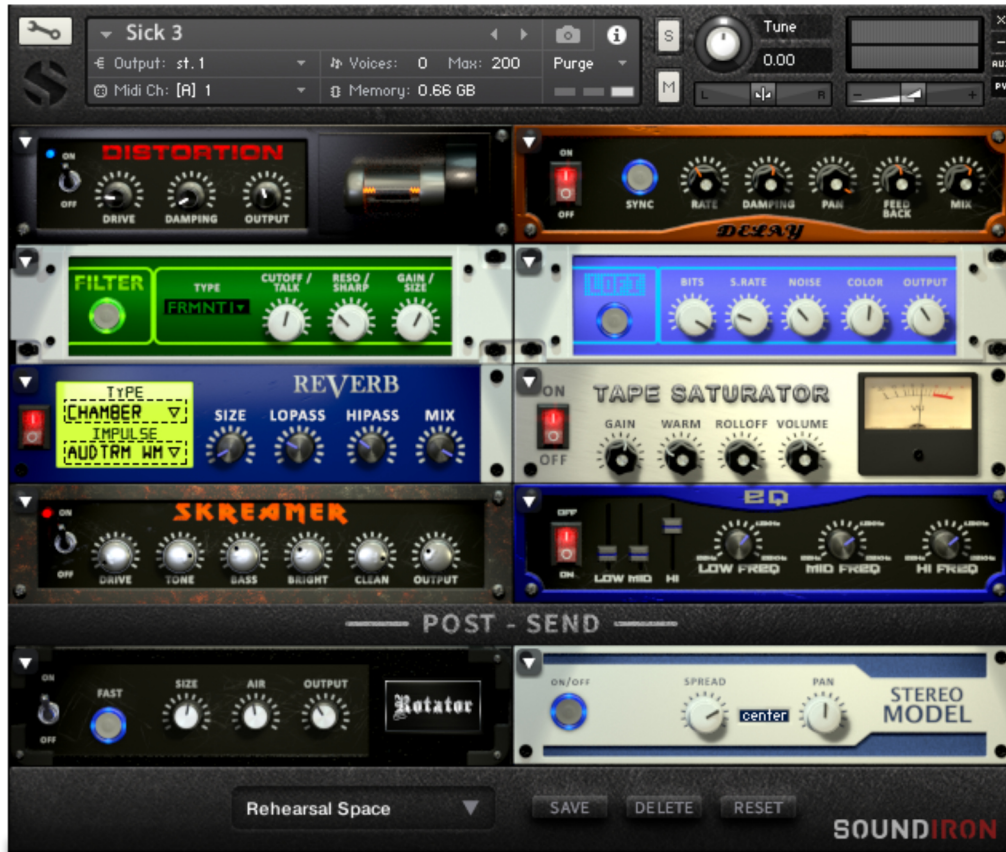 Sick 3
Output: st.1
Voices: 0 Max: 200
Purge
Midi Ch: [A] 1
Memory: 0.66 GB
S
M
Tune
0.00
L R
- +
AUX
PV
DISTORTION
ON
OFF
DRIVE DAMPING OUTPUT
ON
OFF
SYNC RATE DAMPING PAN FEED BACK MIX
DELAY
FILTER
TYPE
FRMNT1
CUTOFF / TALK
RESO / SHARP
GAIN / SIZE
LOFI
BITS S.RATE NOISE COLOR OUTPUT
TYPE
CHAMBER
IMPULSE
AUDTRM WM
REVERB
SIZE LOPASS HIPASS MIX
ON
OFF
TAPE SATURATOR
GAIN WARM ROLLOFF VOLUME
VU
SKREAMER
ON
OFF
DRIVE TONE BASS BRIGHT CLEAN OUTPUT
EQ
OFF
ON
LOW MID HI
LOW FREQ MID FREQ HI FREQ
POST - SEND
ON
OFF
FAST
SIZE AIR OUTPUT
Rotator
ON/OFF
SPREAD
center
PAN
STEREO
MODEL
Rehearsal Space
SAVE DELETE RESET
SOUNDIRON